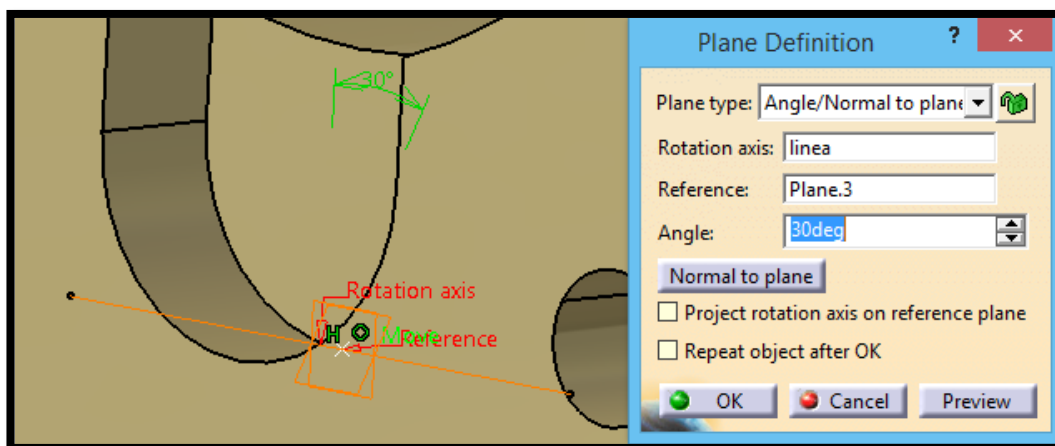 30°
Rotation axis
H
Move
Reference
Plane Definition ? ×
Plane type: Angle/Normal to plane
Rotation axis: linea
Reference: Plane.3
Angle: 30deg
Normal to plane
Project rotation axis on reference plane
Repeat object after OK
OK Cancel Preview